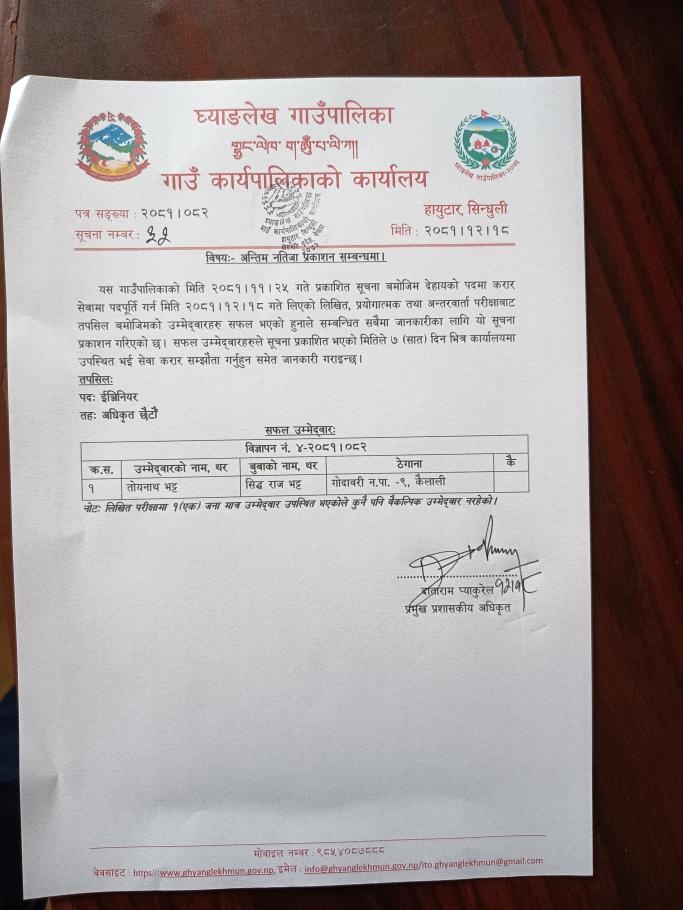 घ्याङलेख गाउँपालिका
གྷྱང་ལེཁ་ གཱཨུྃ་པཱ་ལི་ཀཱ།
गाउँ कार्यपालिकाको कार्यालय
पत्र सङ्ख्या : २०८१।०८२
हायुटार, सिन्धुली
सूचना नम्बर :
मिति : २०८१।१२।१८
विषयः- अन्तिम नतिजा प्रकाशन सम्बन्धमा।
यस गाउँपालिकाको मिति २०८१।११।२५ गते प्रकाशित सूचना बमोजिम देहायको पदमा करार
सेवामा पदपूर्ति गर्न मिति २०८१।१२।१८ गते लिएको लिखित, प्रयोगात्मक तथा अन्तरवार्ता परीक्षाबाट
तपसिल बमोजिमको उम्मेद्वारहरु सफल भएको हुनाले सम्बन्धित सबैमा जानकारीका लागि यो सूचना
प्रकाशन गरिएको छ। सफल उम्मेद्वारहरुले सूचना प्रकाशित भएको मितिले ७ (सात) दिन भित्र कार्यालयमा
उपस्थित भई सेवा करार सम्झौता गर्नुहुन समेत जानकारी गराइन्छ।
तपसिलः
पदः ईञ्जिनियर
तहः अधिकृत छैटौं
सफल उम्मेद्वारः
विज्ञापन नं. ४-२०८१।०८२
क्र.स. उम्मेद्वारको नाम, थर बुबाको नाम, थर ठेगाना कै
१ तोयनाथ भट्ट सिद्ध राज भट्ट गोदावरी न.पा. -९, कैलाली
नोटः लिखित परीक्षामा १(एक) जना मात्र उम्मेद्वार उपस्थित भएकोले कुनै पनि वैकल्पिक उम्मेद्वार नरहेको।
दाताराम प्याकुरेल
प्रमुख प्रशासकीय अधिकृत
मोबाइल नम्बर : ९८५४०८७८८८
वेवसाइट : https//:www.ghyanglekhmun.gov.np, इमेल : info@ghyanglekhmun.gov.np/ito.ghyanglekhmun@gmail.com